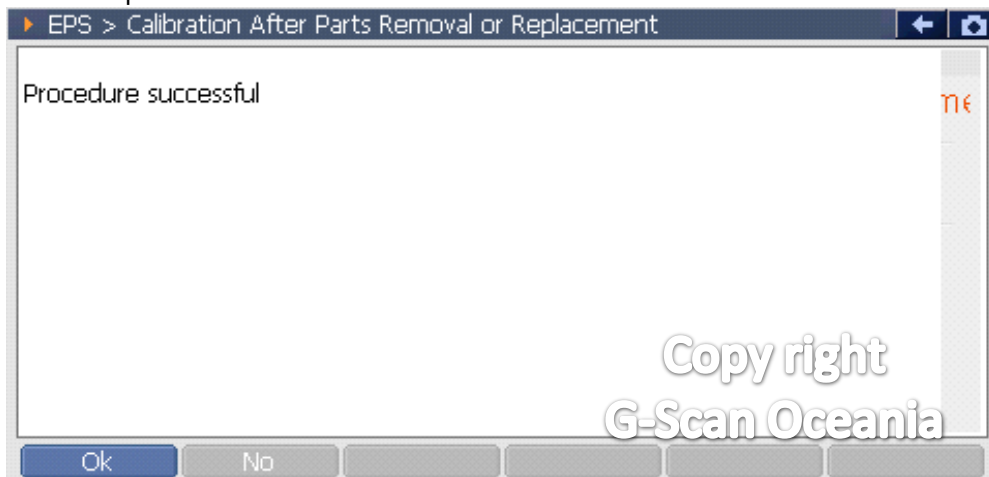 EPS > Calibration After Parts Removal or Replacement
Procedure successful
Copy right
G-Scan Oceania
Ok
No